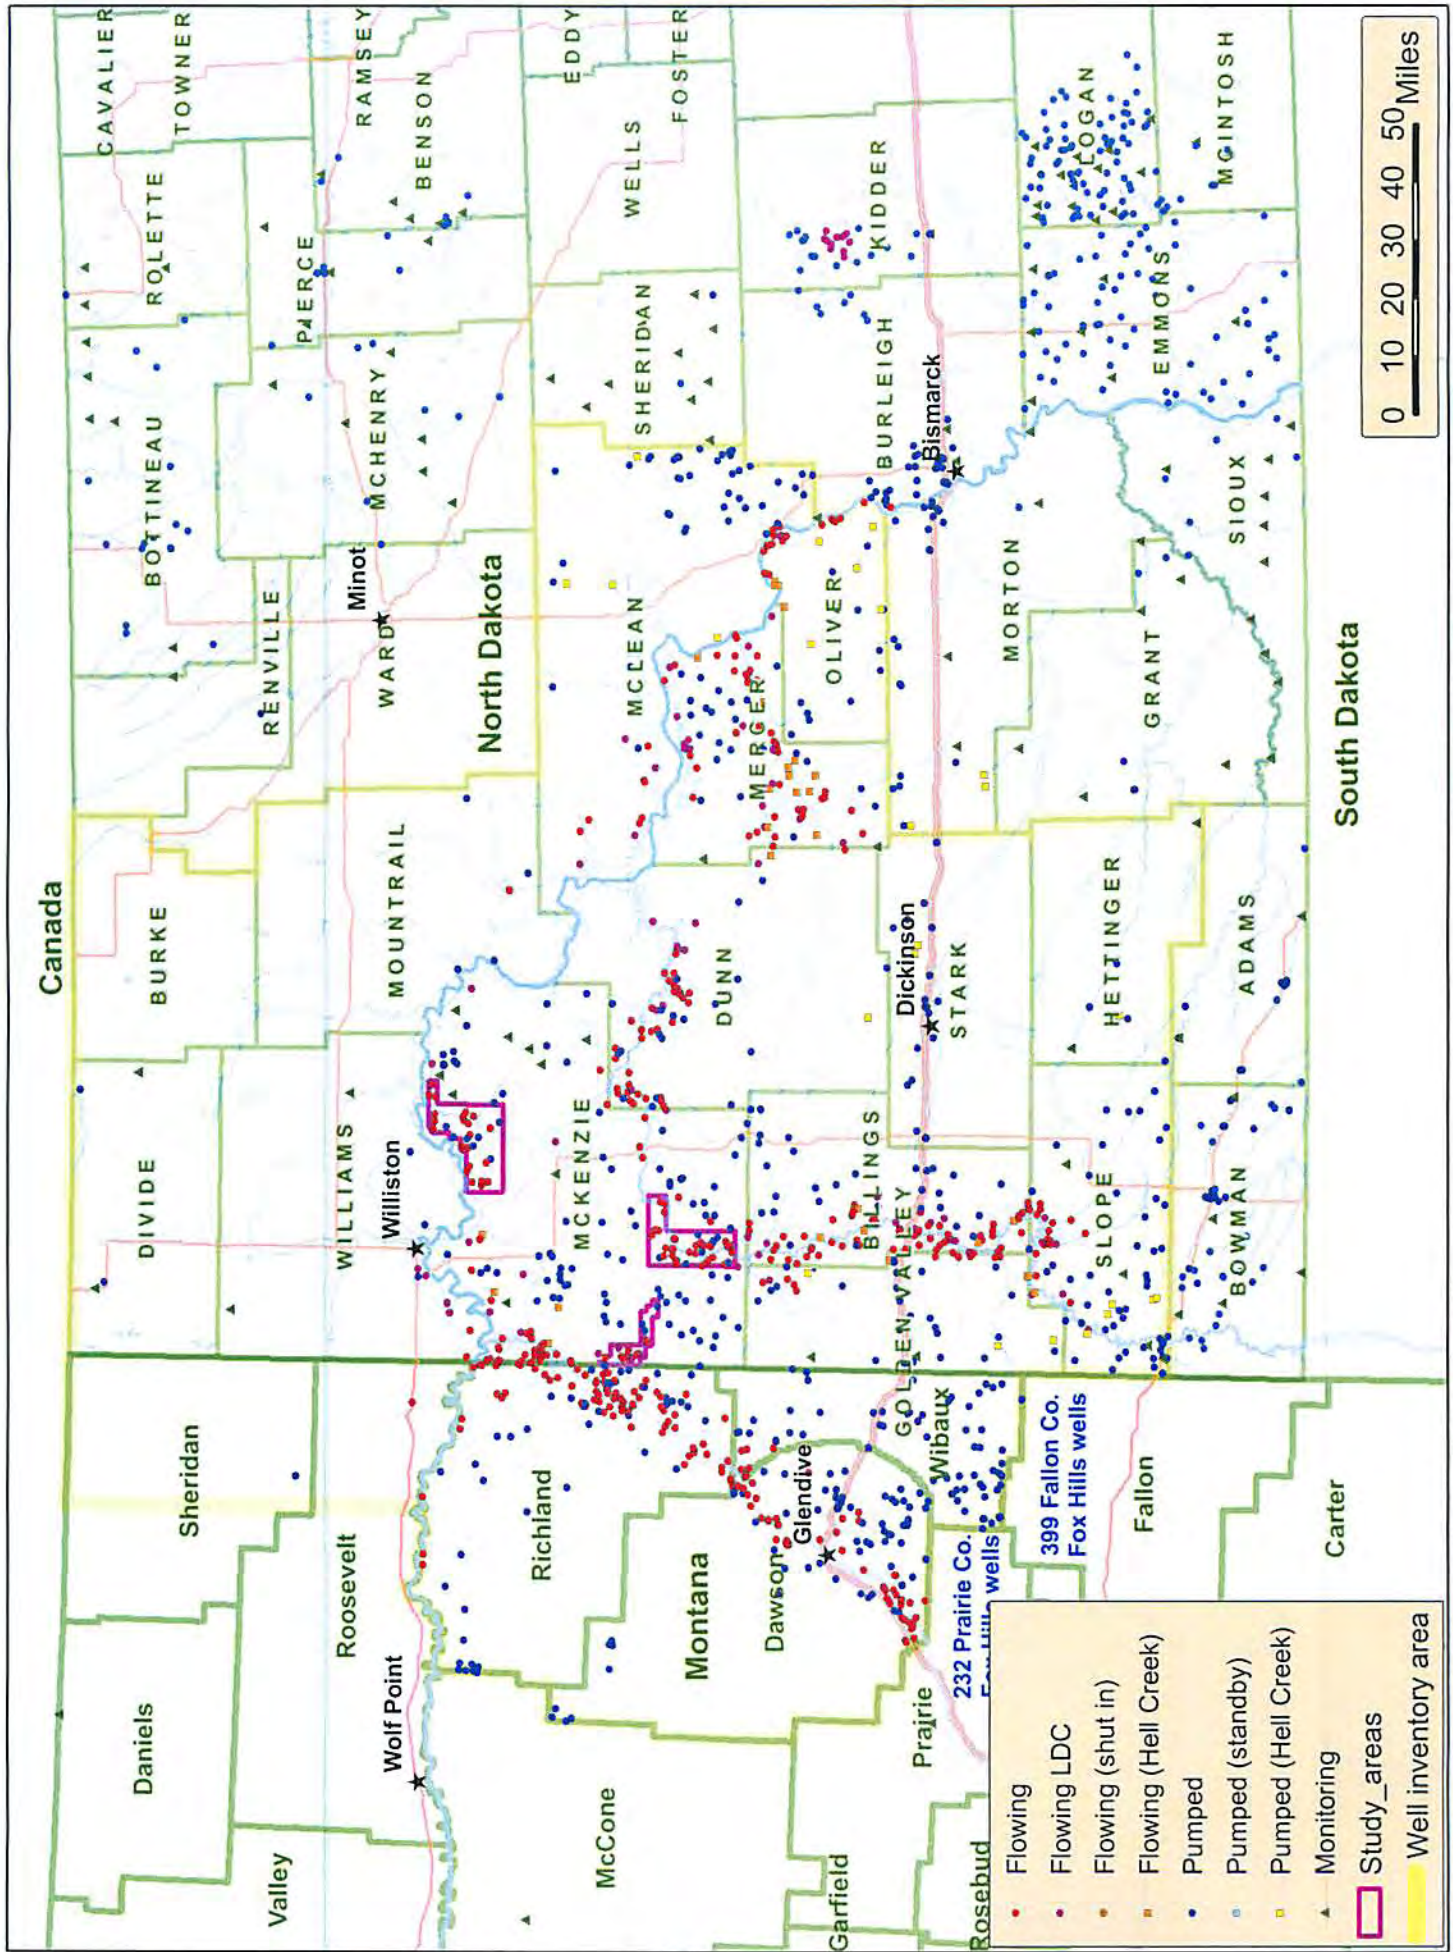 Canada
DIVIDE
BURKE
RENVILLE
BOTTINEAU
ROLETTE
CAVALIER
TOWNER
PIERCE
RAMSEY
BENSON
Sheridan
Daniels
Valley
Roosevelt
Wolf Point
Williston
WILLIAMS
MOUNTRAIL
WARD
Minot
MCHENRY
North Dakota
EDDY
WELLS
FOSTER
SHERIDAN
MCLEAN
MCKENZIE
Richland
McCone
Montana
Dawson
Glendive
DUNN
MERCER
OLIVER
BURLEIGH
Bismarck
KIDDER
BILLINGS
GOLDEN VALLEY
Dickinson
STARK
MORTON
Wibaux
Garfield
Prairie
Rosebud
232 Prairie Co.
Fox Hills wells
399 Fallon Co.
Fox Hills wells
Fallon
Carter
SLOPE
HETTINGER
GRANT
SIOUX
EMMONS
LOGAN
MCINTOSH
BOWMAN
ADAMS
South Dakota
Flowing
Flowing LDC
Flowing (shut in)
Flowing (Hell Creek)
Pumped
Pumped (standby)
Pumped (Hell Creek)
Monitoring
Study_areas
Well inventory area
0 10 20 30 40 50 Miles